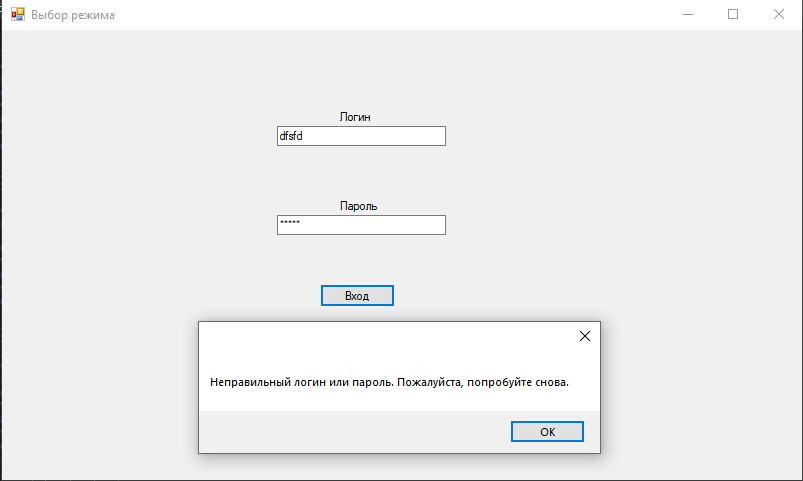 Выбор режима
Логин
dfsfd
Пароль
*****
Вход
Неправильный логин или пароль. Пожалуйста, попробуйте снова.
OK